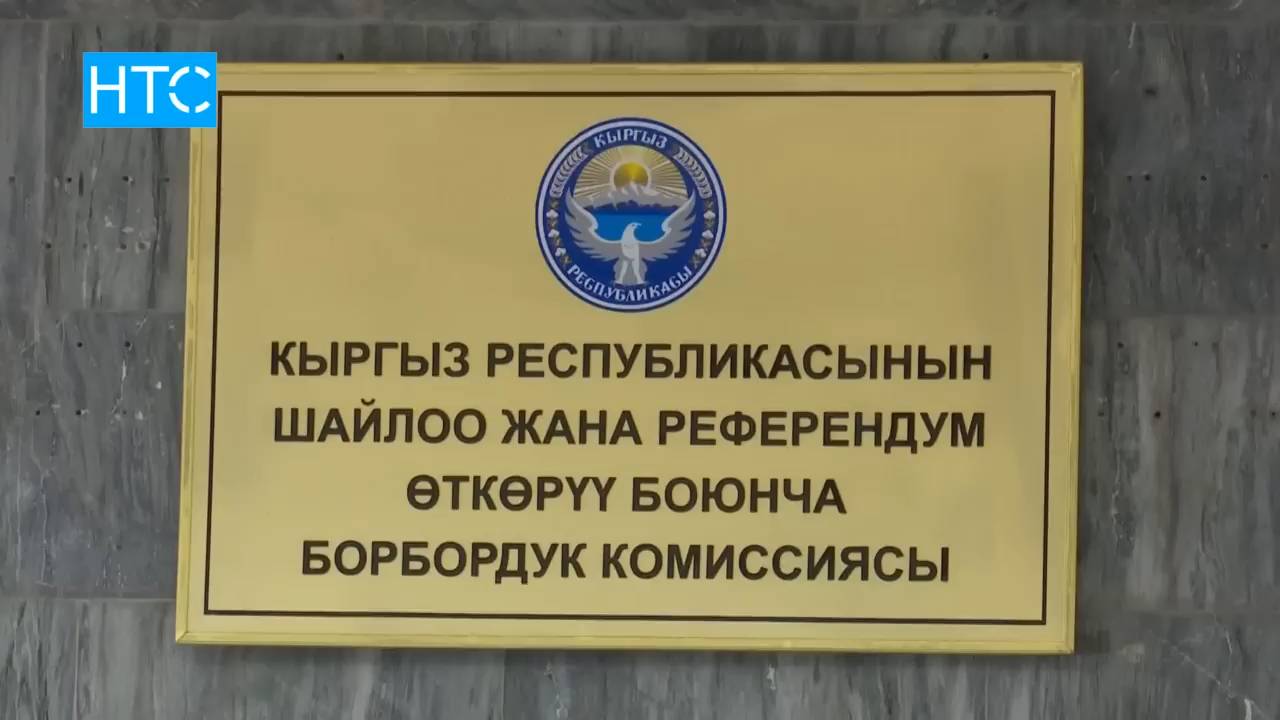 НТС
КЫРГЫЗ
РЕСПУБЛИКАСЫ
КЫРГЫЗ РЕСПУБЛИКАСЫНЫН
ШАЙЛОО ЖАНА РЕФЕРЕНДУМ
ӨТКӨРҮҮ БОЮНЧА
БОРБОРДУК КОМИССИЯСЫ